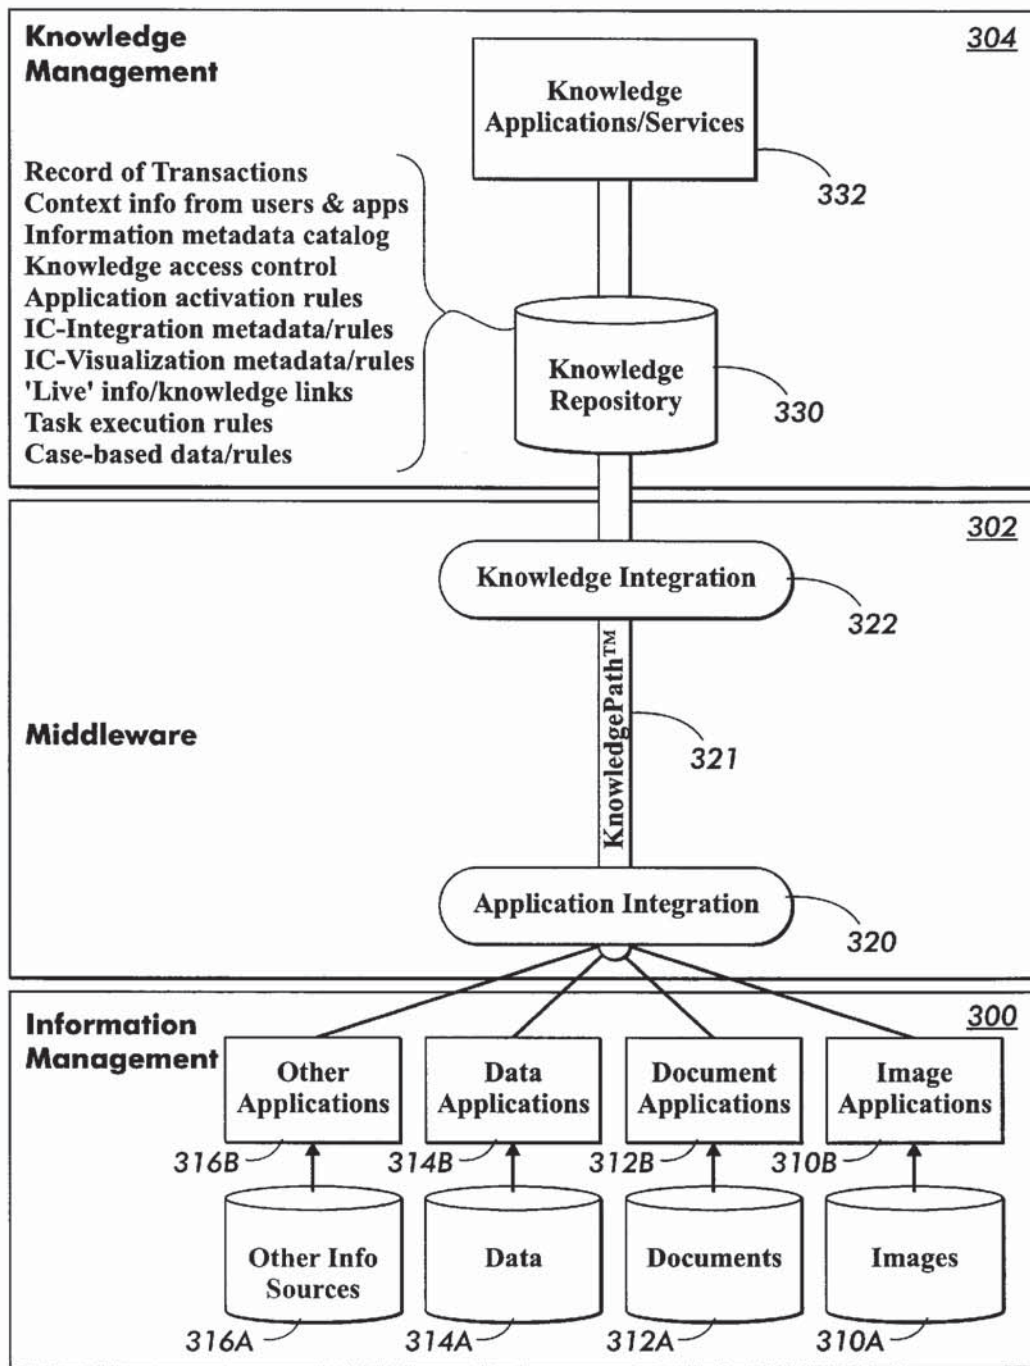 Knowledge
Management
304
Knowledge
Applications/Services
332
Record of Transactions
Context info from users & apps
Information metadata catalog
Knowledge access control
Application activation rules
IC-Integration metadata/rules
IC-Visualization metadata/rules
'Live' info/knowledge links
Task execution rules
Case-based data/rules
Knowledge
Repository
330
302
Knowledge Integration
322
Middleware
KnowledgePath™
321
Application Integration
320
Information
Management
300
Other
Applications
Data
Applications
Document
Applications
Image
Applications
316B
314B
312B
310B
Other Info
Sources
Data
Documents
Images
316A
314A
312A
310A